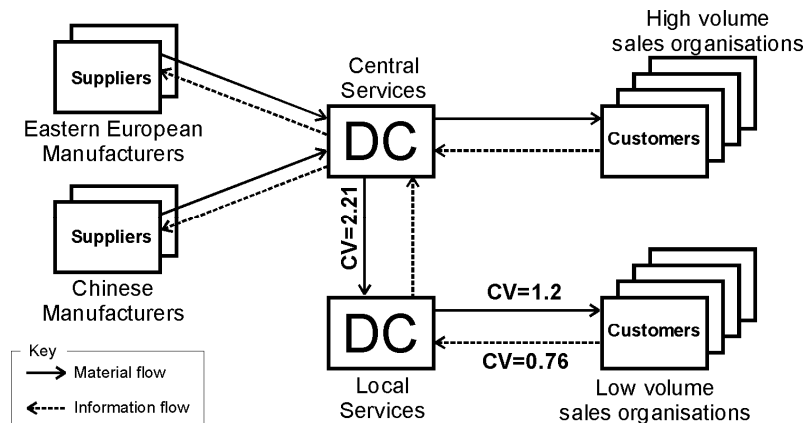 High volume
sales organisations
Suppliers
Central
Services
Eastern European
Manufacturers
DC
Customers
Suppliers
CV=2.21
Chinese
Manufacturers
CV=1.2
DC
Customers
CV=0.76
Key
Material flow
Information flow
Local
Services
Low volume
sales organisations